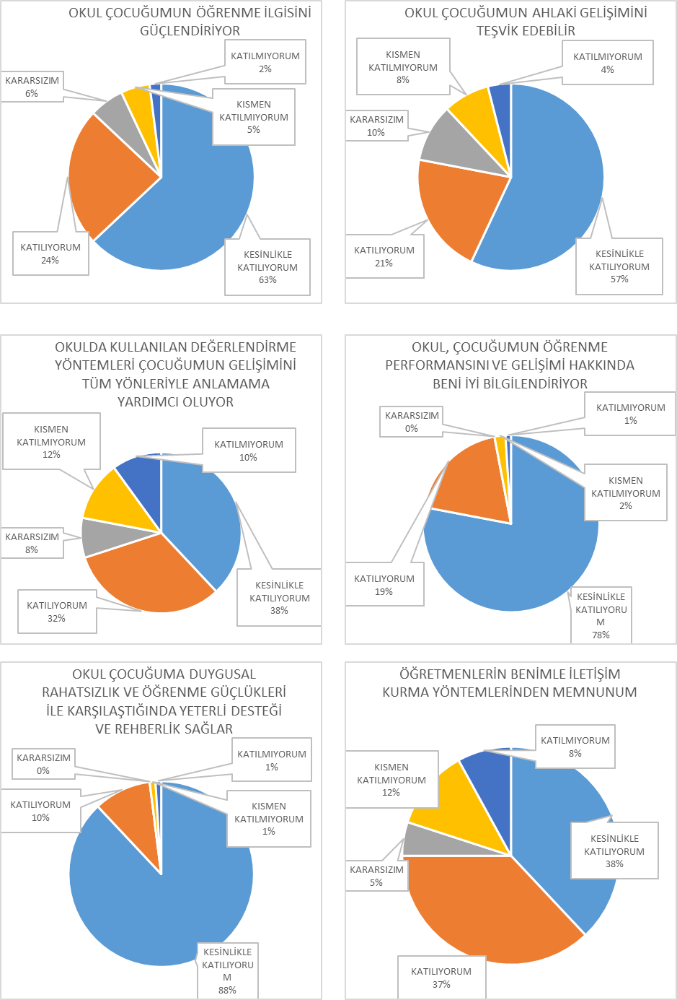 OKUL ÇOCUĞUMUN ÖĞRENME İLGİSİNİ
GÜÇLENDİRİYOR
KATILMIYORUM
2%
KARARSIZIM
6%
KISMEN
KATILMIYORUM
5%
KATILIYORUM
24%
KESİNLİKLE
KATILIYORUM
63%
OKUL ÇOCUĞUMUN AHLAKİ GELİŞİMİNİ
TEŞVİK EDEBİLİR
KISMEN
KATILMIYORUM
8%
KATILMIYORUM
4%
KARARSIZIM
10%
KATILIYORUM
21%
KESİNLİKLE
KATILIYORUM
57%
OKULDA KULLANILAN DEĞERLENDİRME
YÖNTEMLERİ ÇOCUĞUMUN GELİŞİMİNİ
TÜM YÖNLERİYLE ANLAMAMA
YARDIMCI OLUYOR
KISMEN
KATILMIYORUM
12%
KATILMIYORUM
10%
KARARSIZIM
8%
KATILIYORUM
32%
KESİNLİKLE
KATILIYORUM
38%
OKUL, ÇOCUĞUMUN ÖĞRENME
PERFORMANSINI VE GELİŞİMİ HAKKINDA
BENİ İYİ BİLGİLENDİRİYOR
KARARSIZIM
0%
KATILMIYORUM
1%
KISMEN
KATILMIYORUM
2%
KATILIYORUM
19%
KESİNLİKLE
KATILIYORU
M
78%
OKUL ÇOCUĞUMA DUYGUSAL
RAHATSIZLIK VE ÖĞRENME GÜÇLÜKLERİ
İLE KARŞILAŞTIĞINDA YETERLİ DESTEĞİ
VE REHBERLİK SAĞLAR
KARARSIZIM
0%
KATILMIYORUM
1%
KATILIYORUM
10%
KISMEN
KATILMIYORUM
1%
KESİNLİKLE
KATILIYORU
M
88%
ÖĞRETMENLERİN BENİMLE İLETİŞİM
KURMA YÖNTEMLERİNDEN MEMNUNUM
KATILMIYORUM
8%
KISMEN
KATILMIYORUM
12%
KESİNLİKLE
KATILIYORUM
38%
KARARSIZIM
5%
KATILIYORUM
37%